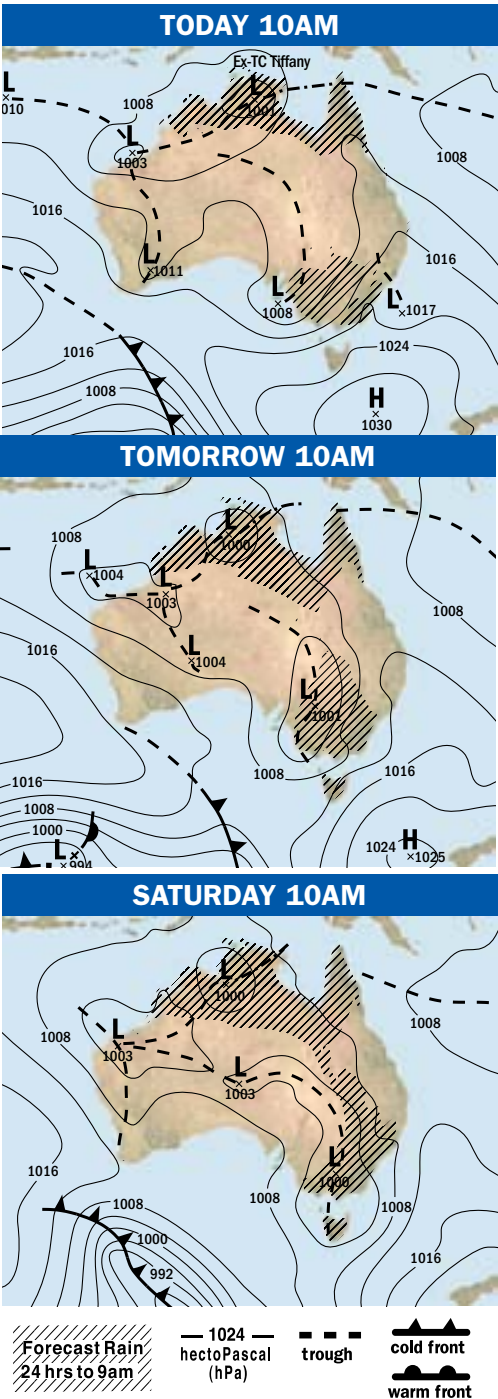 TODAY 10AM
Ex-TC Tiffany
L
1001
L
010
1008
L
1003
1008
1016
L
1011
1016
L
1008
L
1017
1016
1008
1024
H
1030
TOMORROW 10AM
L
1000
1008
L
1004
L
1003
1008
1016
L
1004
L
1001
1008
1016
1016
1008
1000
L
994
H
1024
1025
SATURDAY 10AM
L
1000
1008
L
1003
1008
L
1003
L
1000
1016
1008
1008
1008
1000
992
1016
Forecast Rain
24 hrs to 9am
1024
hectoPascal
(hPa)
trough
cold front
warm front